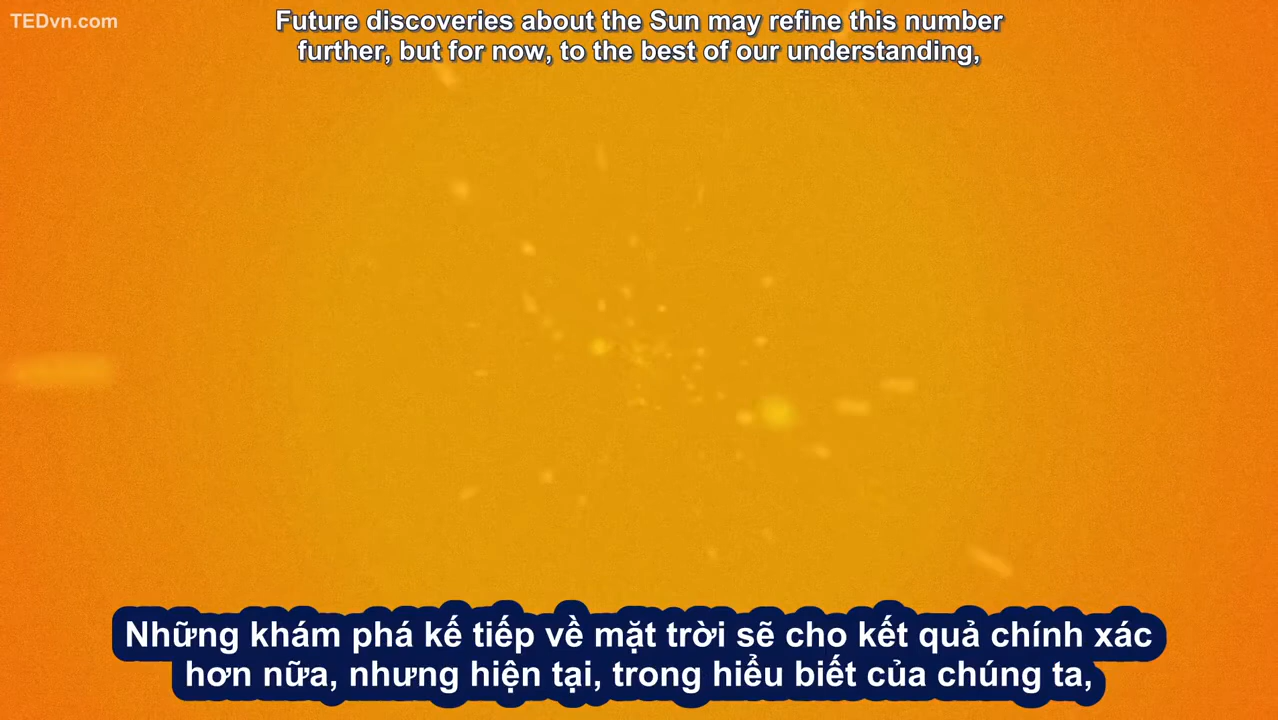 TEDvn.com
Future discoveries about the Sun may refine this number
further, but for now, to the best of our understanding,
Những khám phá kế tiếp về mặt trời sẽ cho kết quả chính xác
hơn nữa, nhưng hiện tại, trong hiểu biết của chúng ta,